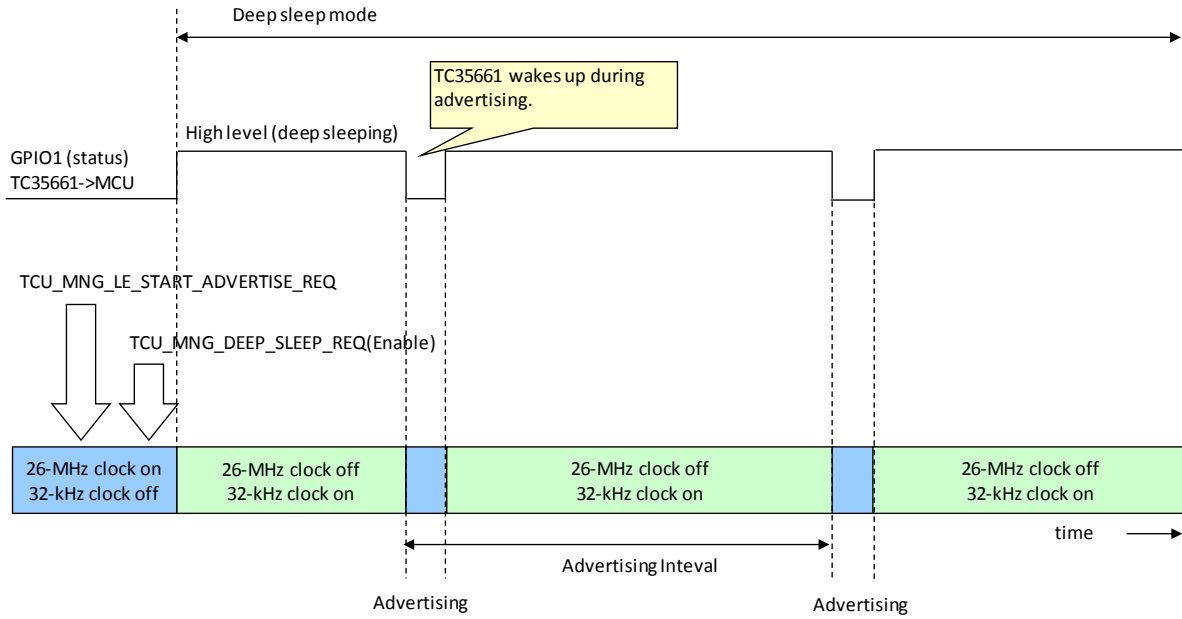 Deep sleep mode
TC35661 wakes up during
advertising.
High level (deep sleeping)
GPIO1 (status)
TC35661->MCU
TCU_MNG_LE_START_ADVERTISE_REQ
TCU_MNG_DEEP_SLEEP_REQ(Enable)
26-MHz clock on
32-kHz clock off
26-MHz clock off
32-kHz clock on
26-MHz clock off
32-kHz clock on
26-MHz clock off
32-kHz clock on
time
Advertising Inteval
Advertising
Advertising